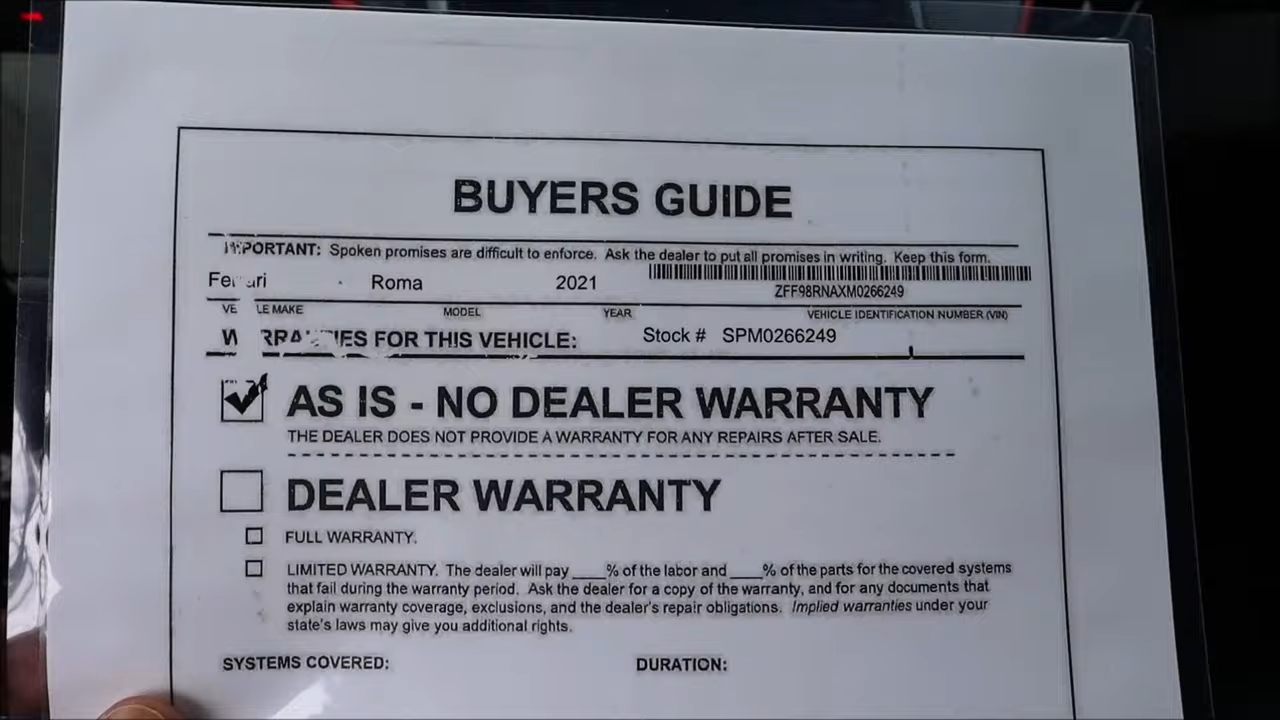 BUYERS GUIDE
IMPORTANT: Spoken promises are difficult to enforce. Ask the dealer to put all promises in writing. Keep this form.
Ferrari Roma 2021 ZFF98RNAXM0266249
VEHICLE MAKE MODEL YEAR VEHICLE IDENTIFICATION NUMBER (VIN)
WARRANTIES FOR THIS VEHICLE: Stock # SPM0266249
AS IS - NO DEALER WARRANTY
THE DEALER DOES NOT PROVIDE A WARRANTY FOR ANY REPAIRS AFTER SALE.
DEALER WARRANTY
FULL WARRANTY.
LIMITED WARRANTY. The dealer will pay ____% of the labor and ____% of the parts for the covered systems
that fail during the warranty period. Ask the dealer for a copy of the warranty, and for any documents that
explain warranty coverage, exclusions, and the dealer's repair obligations. Implied warranties under your
state's laws may give you additional rights.
SYSTEMS COVERED: DURATION: